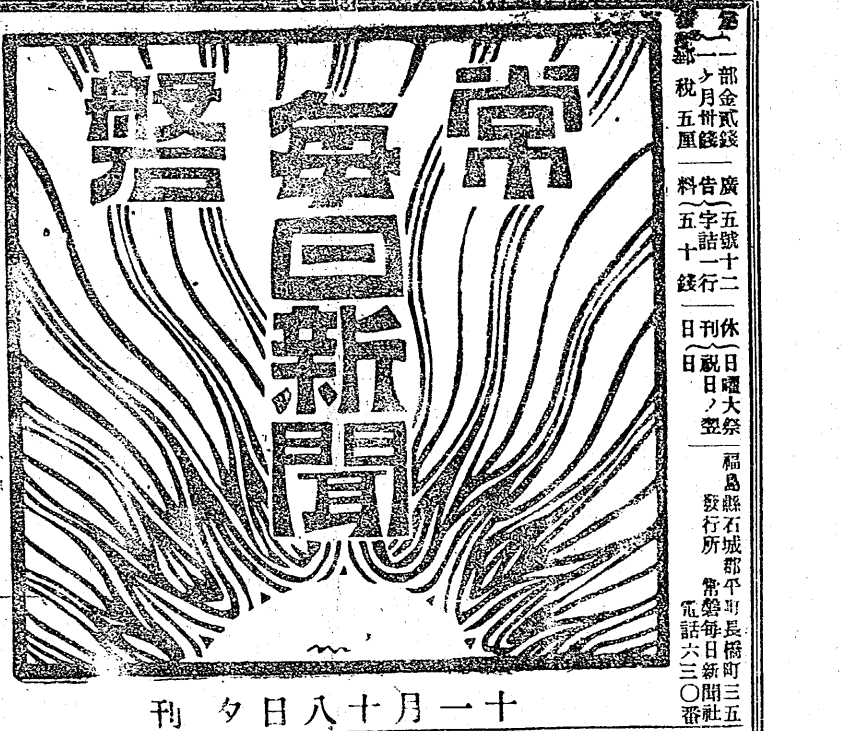 常磐
毎日新聞
十一月十八日夕刊
一部金貳錢
一ヶ月卅錢
郵税五厘
廣告料
五號十二
字詰一行
五十錢
休刊日
日曜大祭
祝日ノ翌
日
福島縣石城郡平町長橋町三五
發行所 常磐毎日新聞社
電話六三〇番